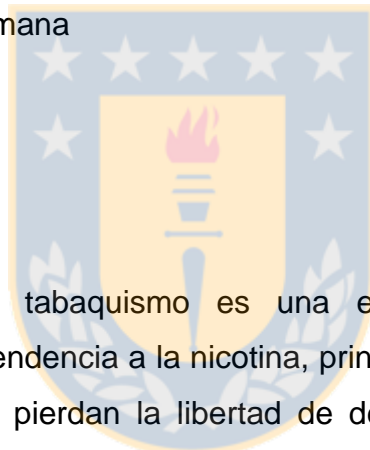 mana
tabaquismo es una e
endencia a la nicotina, prin
pierdan la libertad de de